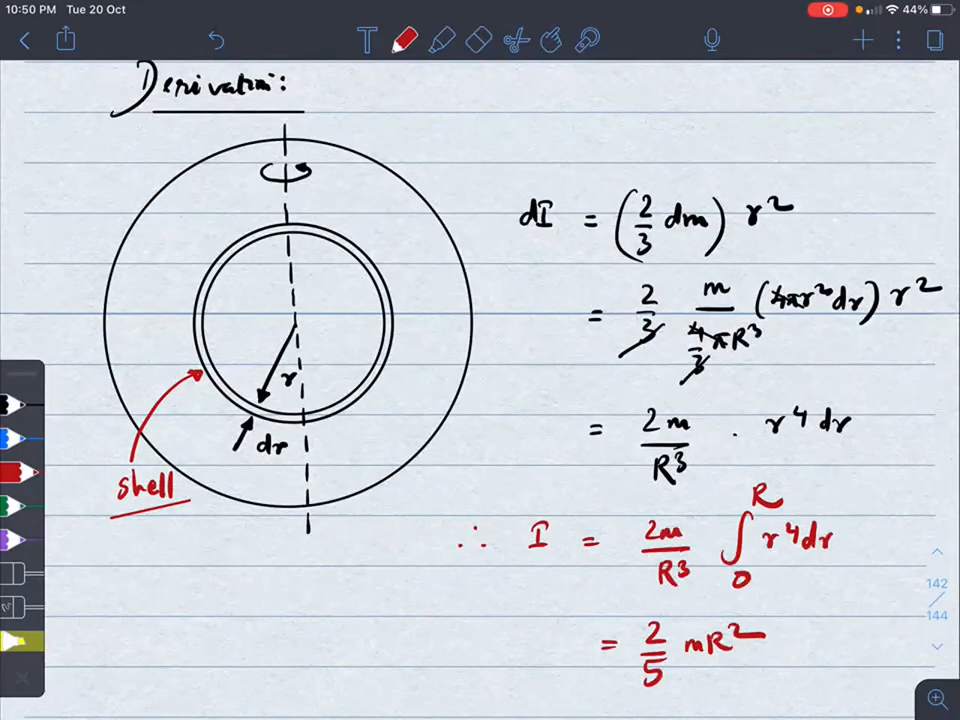 10:50 PM Tue 20 Oct
44%
Derivation:
dI = (2/3 dm) r²
= 2/3 m/(4/3 πR³) (4πr² dr) r²
r
= 2m/R³ . r⁴ dr
dr
shell
∴ I = 2m/R³ ∫₀ᴿ r⁴ dr
= 2/5 mR²
142
144